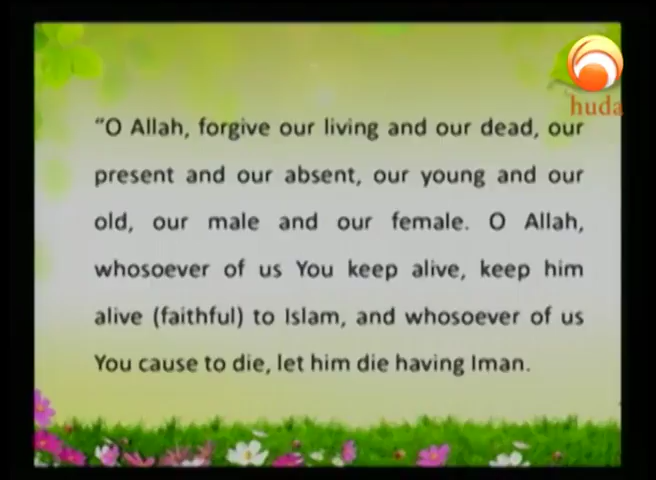 huda
"O Allah, forgive our living and our dead, our
present and our absent, our young and our
old, our male and our female. O Allah,
whosoever of us You keep alive, keep him
alive (faithful) to Islam, and whosoever of us
You cause to die, let him die having Iman.